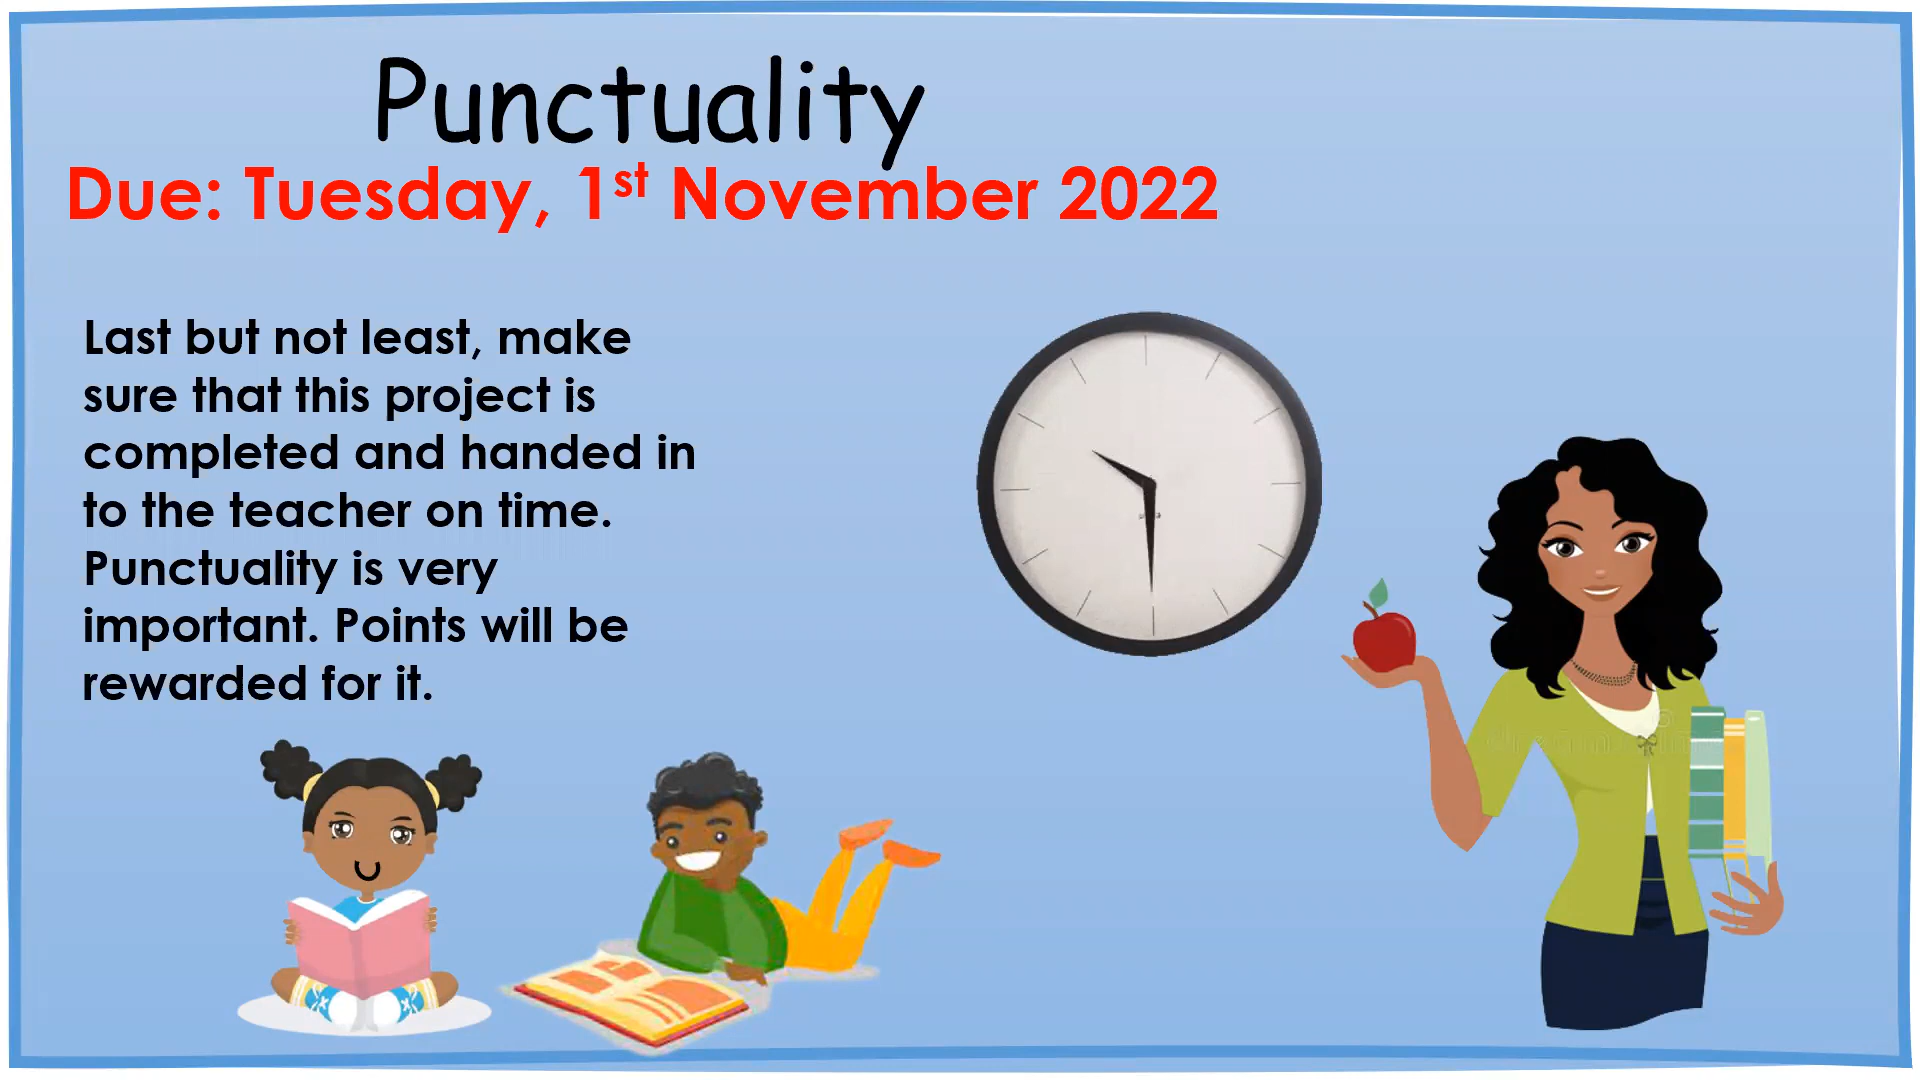 Punctuality
Due: Tuesday, 1st November 2022
Last but not least, make
sure that this project is
completed and handed in
to the teacher on time.
Punctuality is very
important. Points will be
rewarded for it.